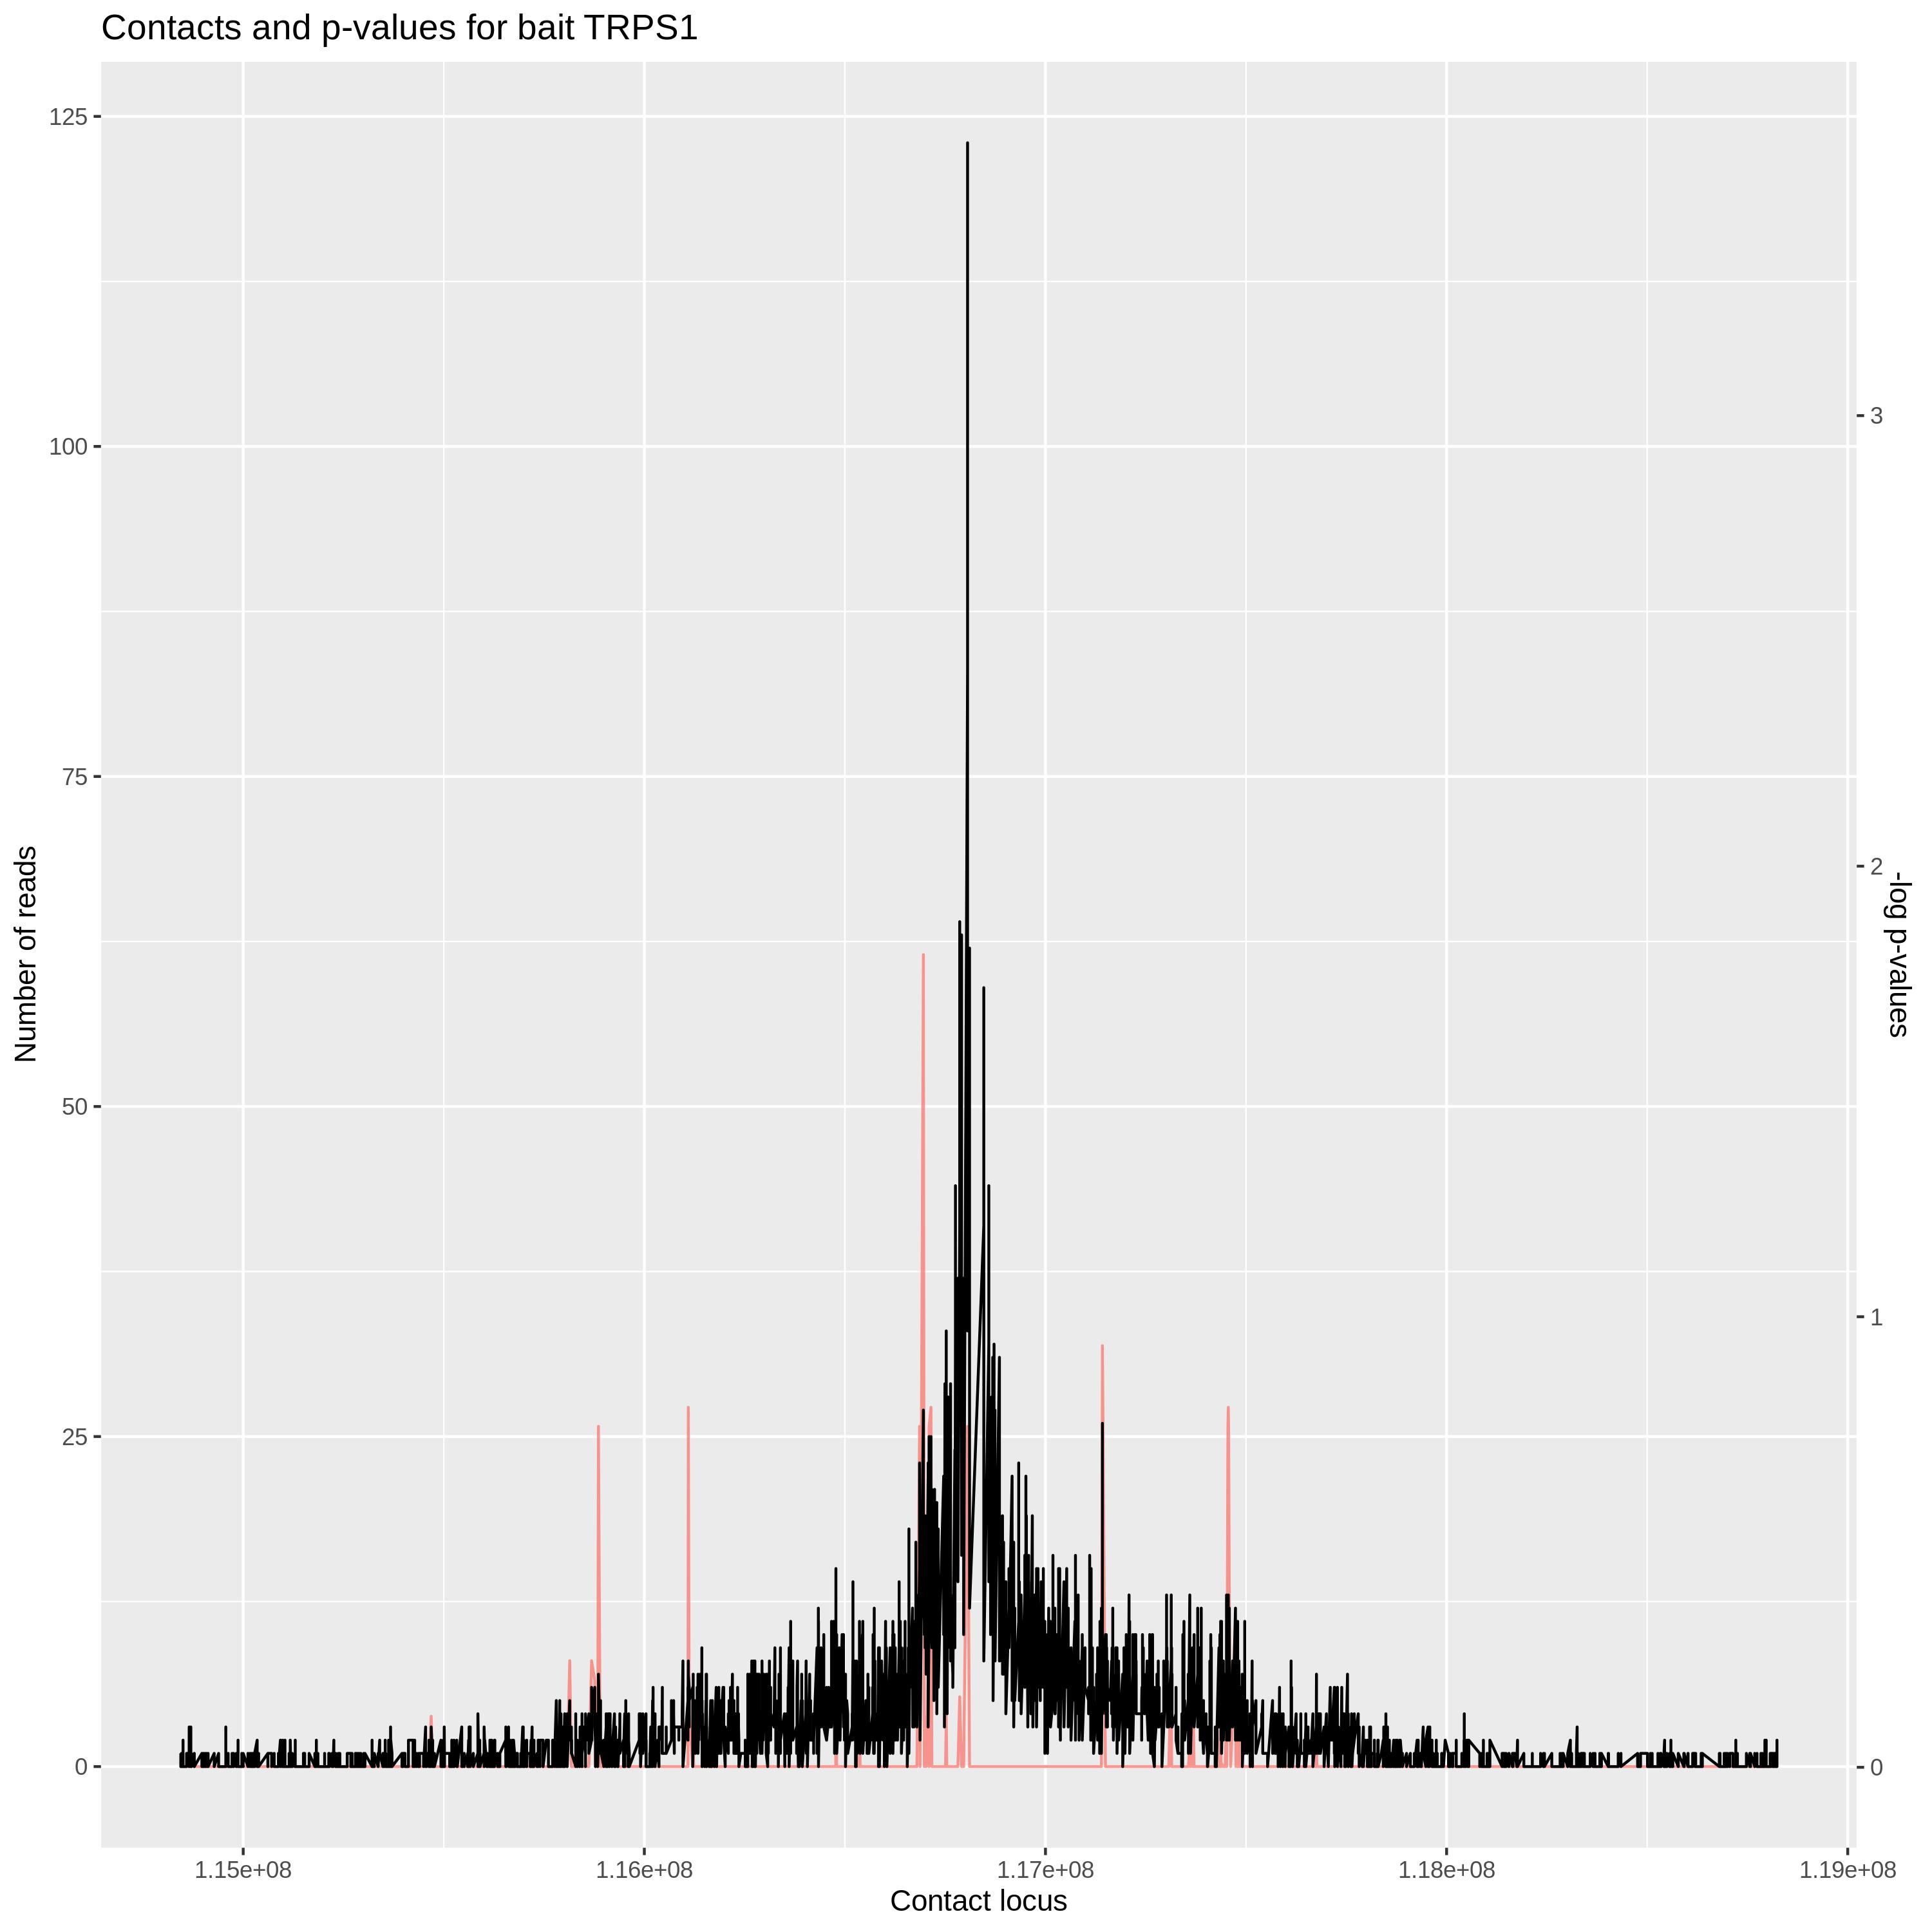 Contacts and p-values for bait TRPS1
125
100
75
50
25
0
Number of reads
3
2
1
0
-log p-values
1.15e+08
1.16e+08
1.17e+08
1.18e+08
1.19e+08
Contact locus